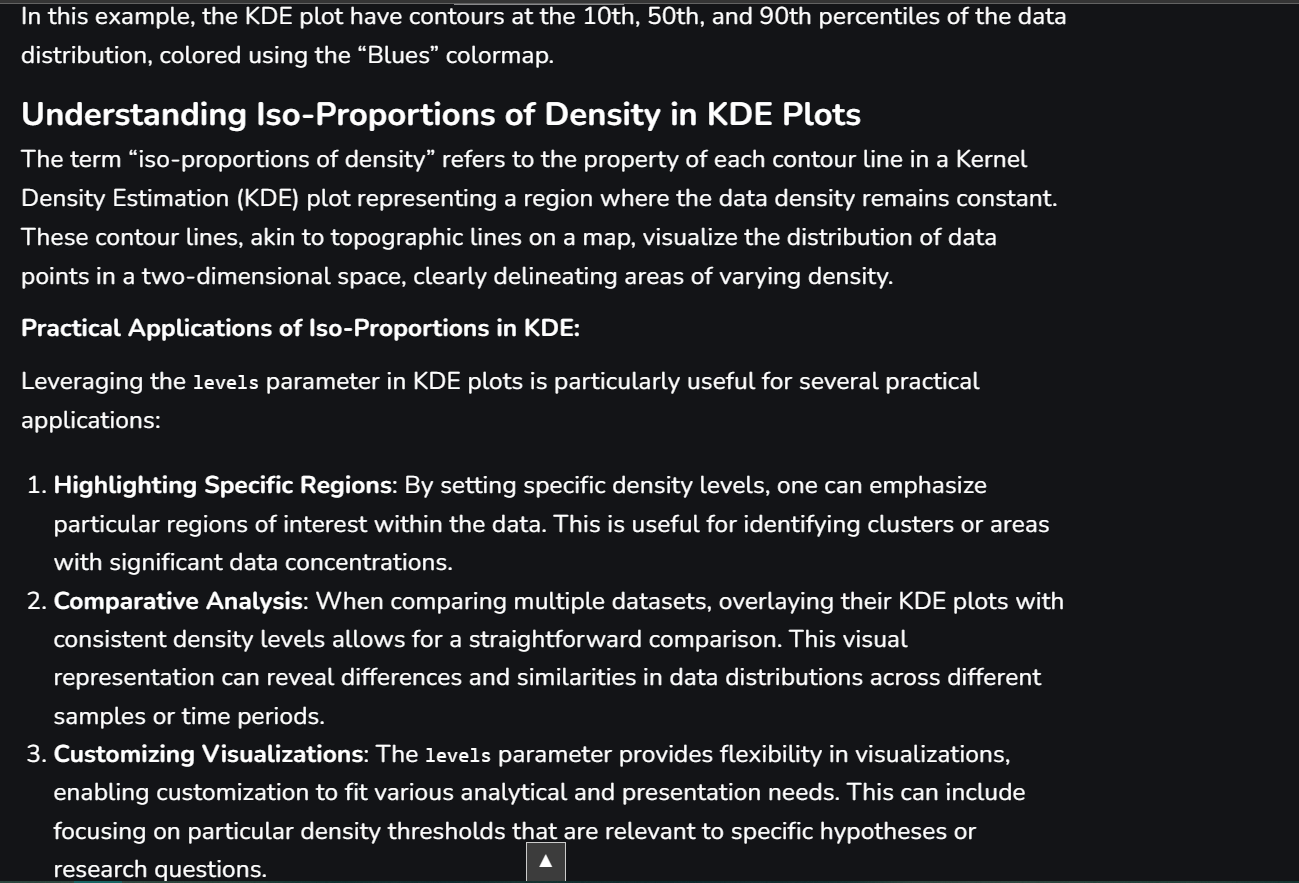 In this example, the KDE plot have contours at the 10th, 50th, and 90th percentiles of the data
distribution, colored using the “Blues” colormap.
Understanding Iso-Proportions of Density in KDE Plots
The term “iso-proportions of density” refers to the property of each contour line in a Kernel
Density Estimation (KDE) plot representing a region where the data density remains constant.
These contour lines, akin to topographic lines on a map, visualize the distribution of data
points in a two-dimensional space, clearly delineating areas of varying density.
Practical Applications of Iso-Proportions in KDE:
Leveraging the levels parameter in KDE plots is particularly useful for several practical
applications:
1. Highlighting Specific Regions: By setting specific density levels, one can emphasize
particular regions of interest within the data. This is useful for identifying clusters or areas
with significant data concentrations.
2. Comparative Analysis: When comparing multiple datasets, overlaying their KDE plots with
consistent density levels allows for a straightforward comparison. This visual
representation can reveal differences and similarities in data distributions across different
samples or time periods.
3. Customizing Visualizations: The levels parameter provides flexibility in visualizations,
enabling customization to fit various analytical and presentation needs. This can include
focusing on particular density thresholds that are relevant to specific hypotheses or
research questions.